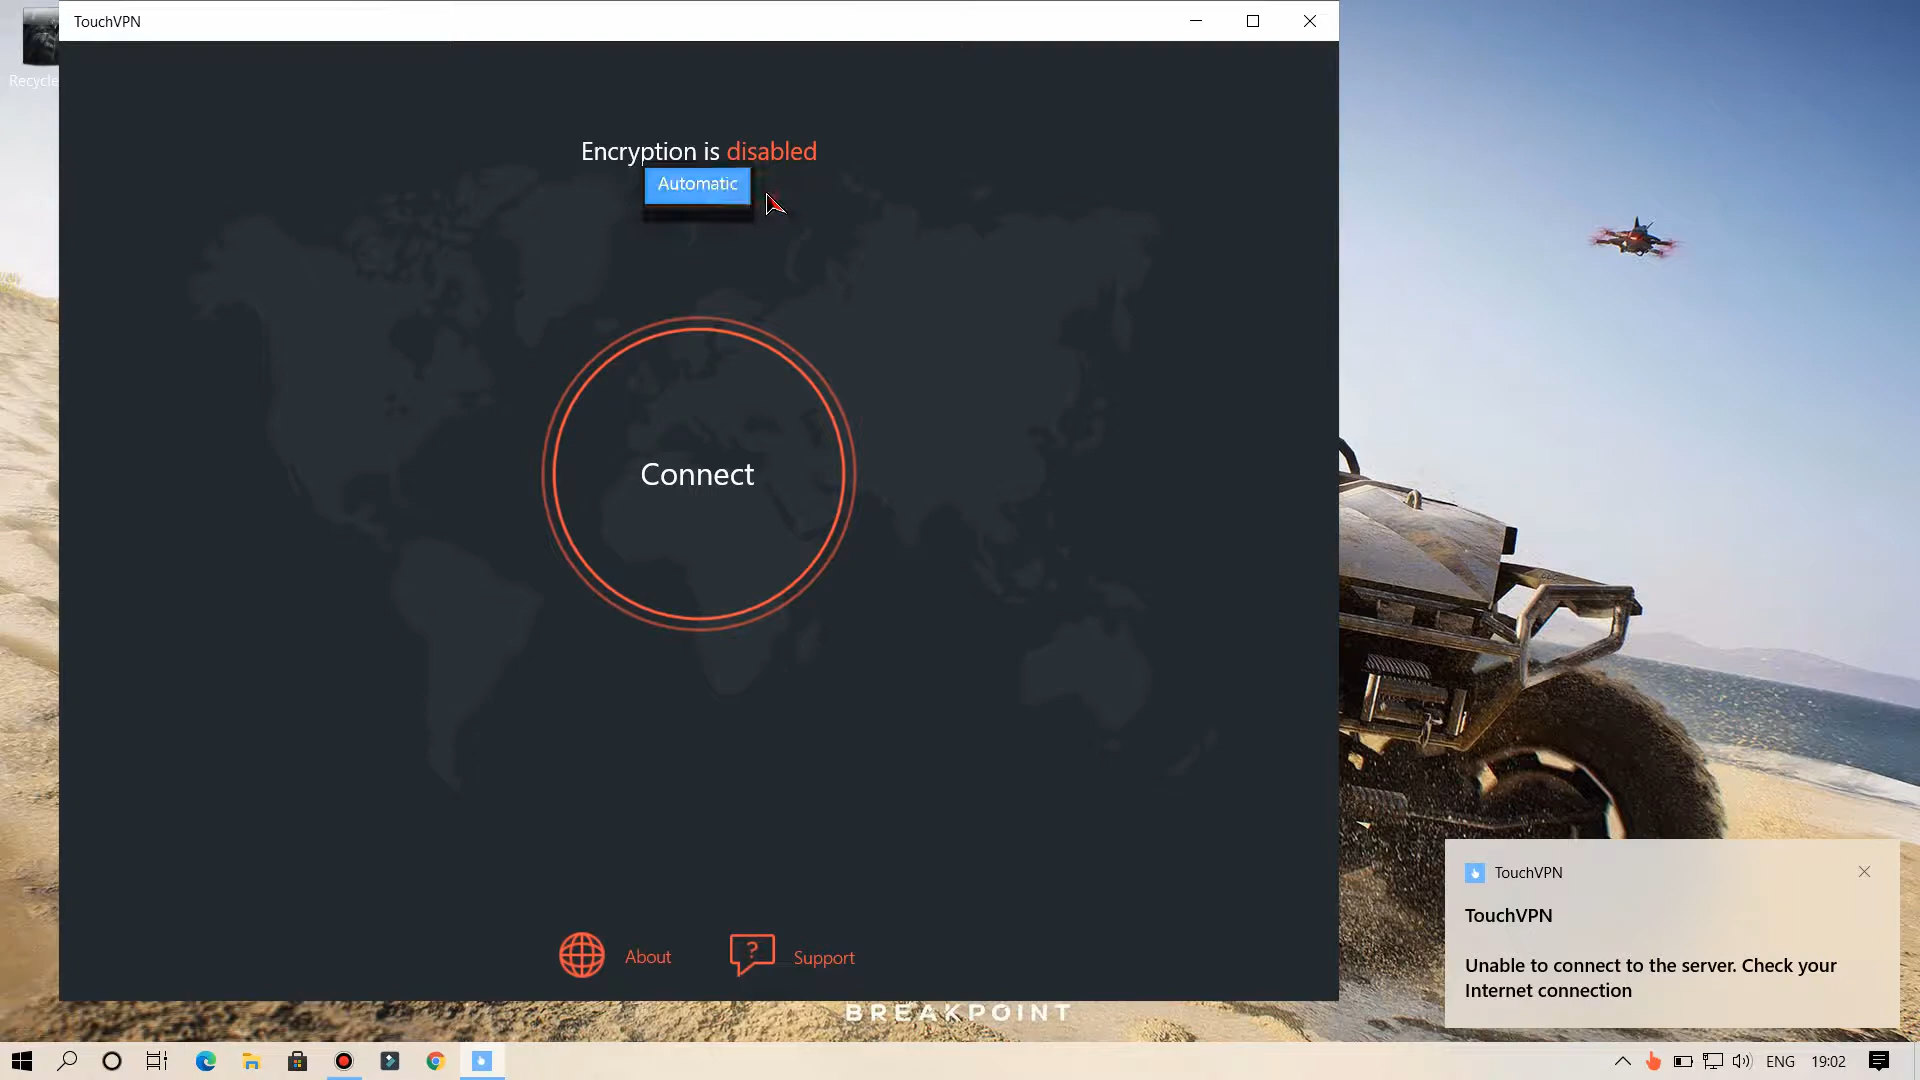 TouchVPN
Recycle
Encryption is disabled
Automatic
Connect
About
Support
BREAKPOINT
TouchVPN
TouchVPN
Unable to connect to the server. Check your
Internet connection
ENG
19:02